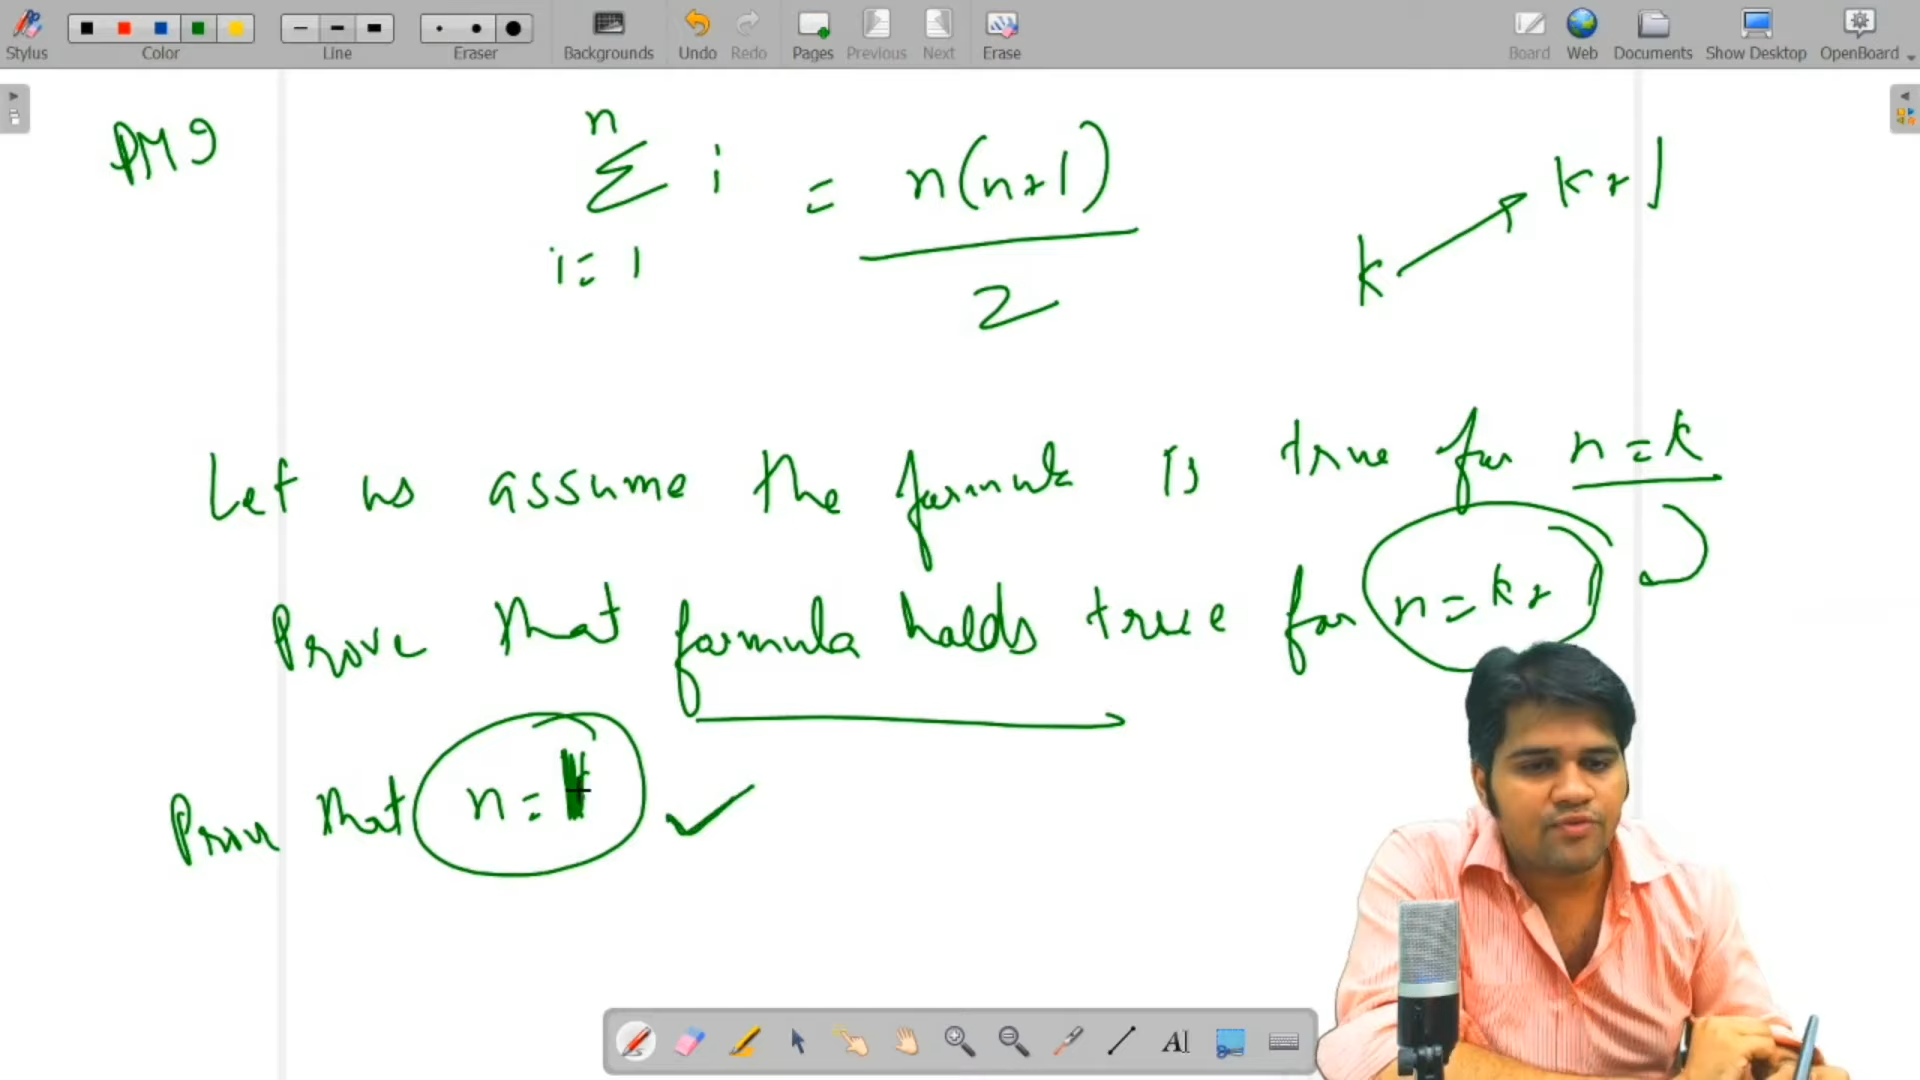 Stylus Color Line Eraser Backgrounds Undo Redo Pages Previous Next Erase Board Web Documents Show Desktop OpenBoard
PMI
n
Σ i = n(n+1)
i=1
2
k → k+1
Let us assume the formula is true for n=k
Prove that formula holds true for n=k+1
Prove that n=1 ✓
AI